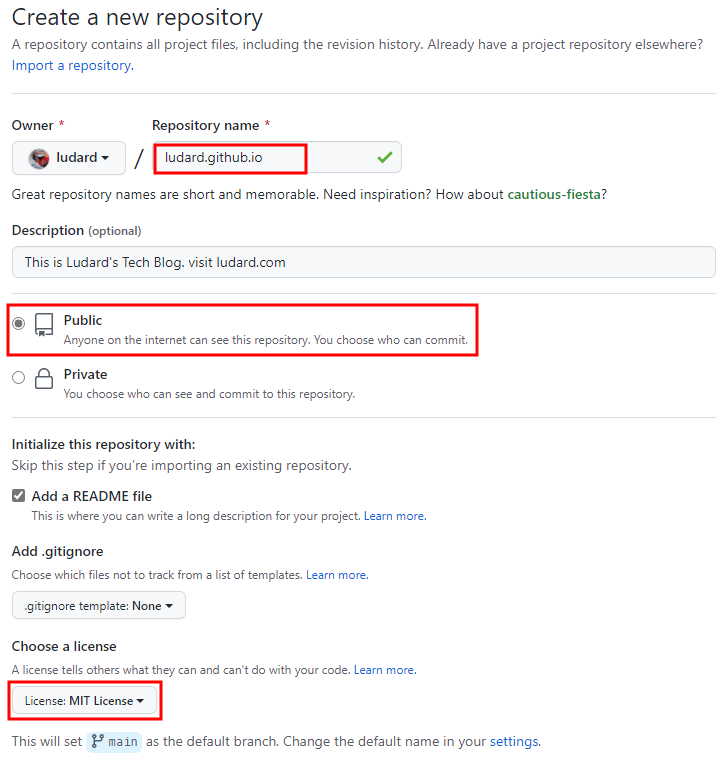 Create a new repository
A repository contains all project files, including the revision history. Already have a project repository elsewhere?
Import a repository.
Owner * Repository name *
ludard / ludard.github.io
Great repository names are short and memorable. Need inspiration? How about cautious-fiesta?
Description (optional)
This is Ludard's Tech Blog. visit ludard.com
Public
Anyone on the internet can see this repository. You choose who can commit.
Private
You choose who can see and commit to this repository.
Initialize this repository with:
Skip this step if you're importing an existing repository.
Add a README file
This is where you can write a long description for your project. Learn more.
Add .gitignore
Choose which files not to track from a list of templates. Learn more.
.gitignore template: None
Choose a license
A license tells others what they can and can't do with your code. Learn more.
License: MIT License
This will set main as the default branch. Change the default name in your settings.